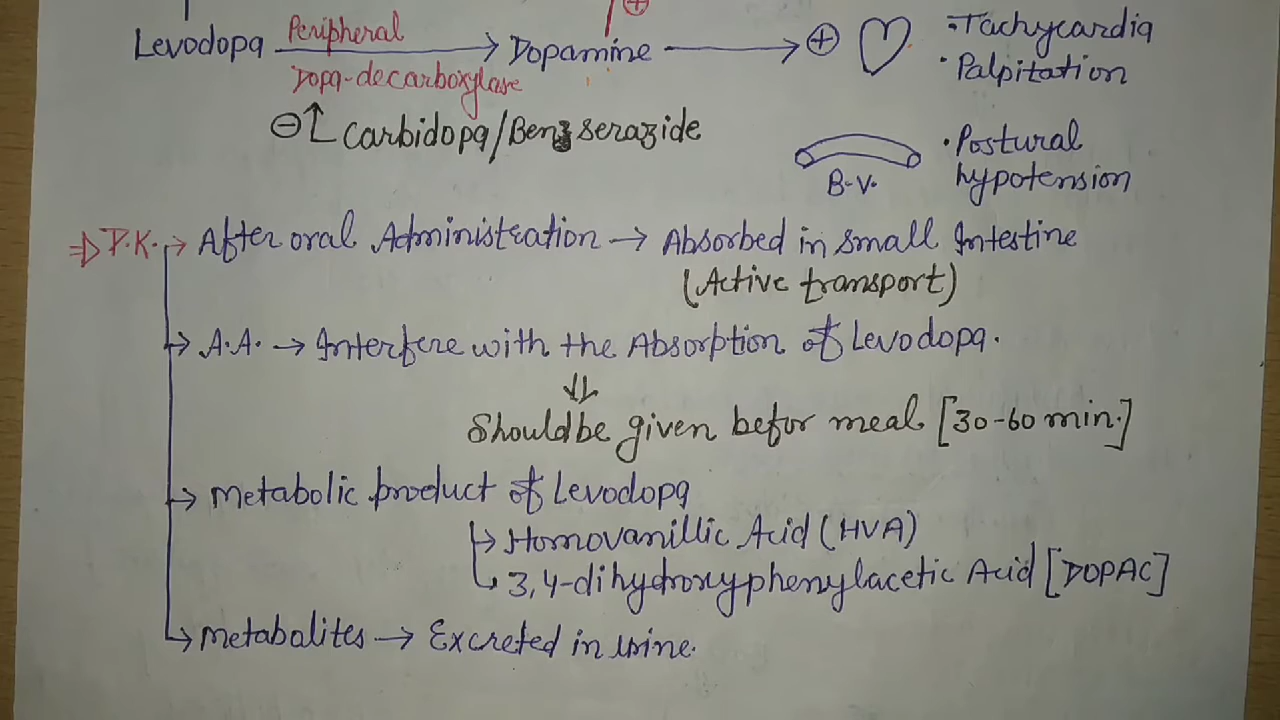 ⊕
Levodopa Peripheral → Dopamine → ⊕ • Tachycardia
Dopa-decarboxylase • Palpitation
⊖ ↑ Carbidopa/Benserazide
• Postural
B.V. hypotension
⇒ P.K. → After oral Administration → Absorbed in small Intestine
(Active transport)
→ A.A. → Interfere with the Absorption of Levodopa.
⇓
Should be given befor meal [30-60 min.]
→ Metabolic product of Levodopa
→ Homovanillic Acid (HVA)
→ 3,4-dihydroxyphenylacetic Acid [DOPAC]
→ Metabolites → Excreted in urine.